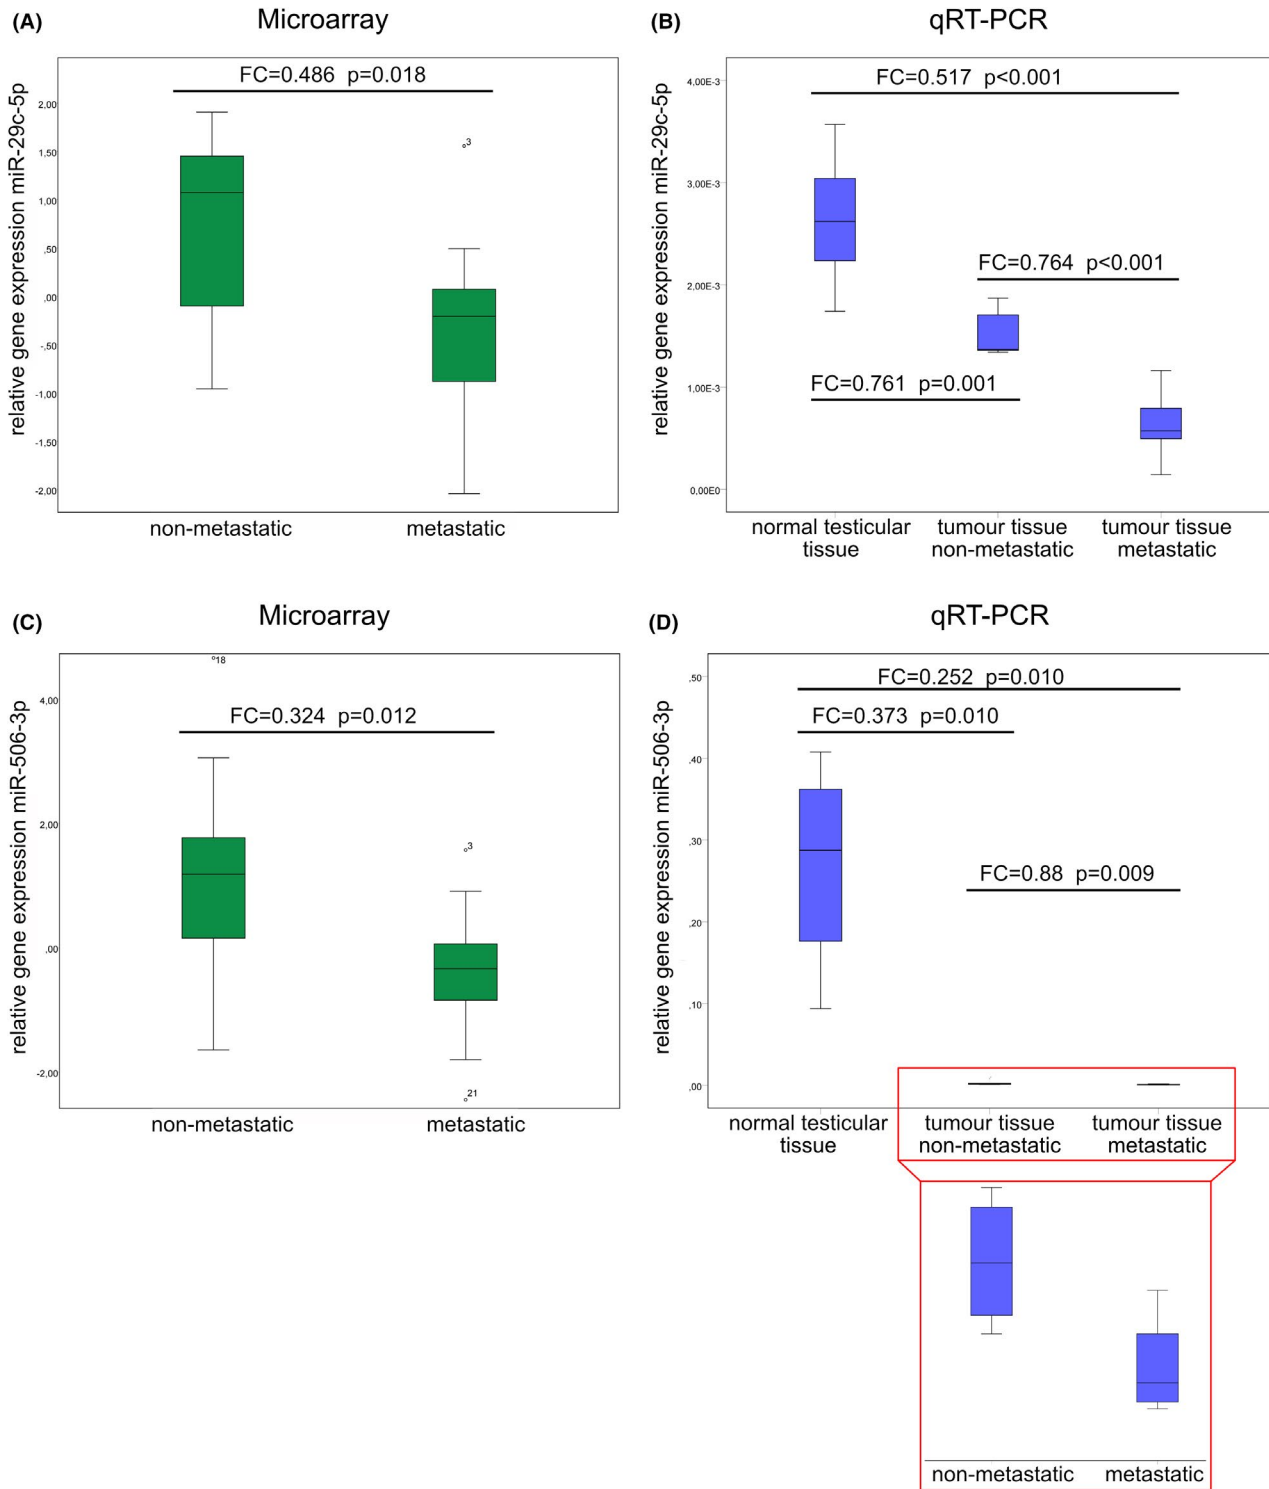 (A)
Microarray
relative gene expression miR-29c-5p
FC=0.486 p=0.018
2,00
1,50
1,00
,50
,00
-,50
-1,00
-1,50
-2,00
3
non-metastatic
metastatic
(B)
qRT-PCR
relative gene expression miR-29c-5p
4,00E-3
3,00E-3
2,00E-3
1,00E-3
0,00E0
FC=0.517 p<0.001
FC=0.764 p<0.001
FC=0.761 p=0.001
normal testicular
tissue
tumour tissue
non-metastatic
tumour tissue
metastatic
(C)
Microarray
relative gene expression miR-506-3p
18
4,00
2,00
,00
-2,00
FC=0.324 p=0.012
3
21
non-metastatic
metastatic
(D)
qRT-PCR
relative gene expression miR-506-3p
,50
,40
,30
,20
,10
,00
FC=0.252 p=0.010
FC=0.373 p=0.010
FC=0.88 p=0.009
normal testicular
tissue
tumour tissue
non-metastatic
tumour tissue
metastatic
non-metastatic
metastatic